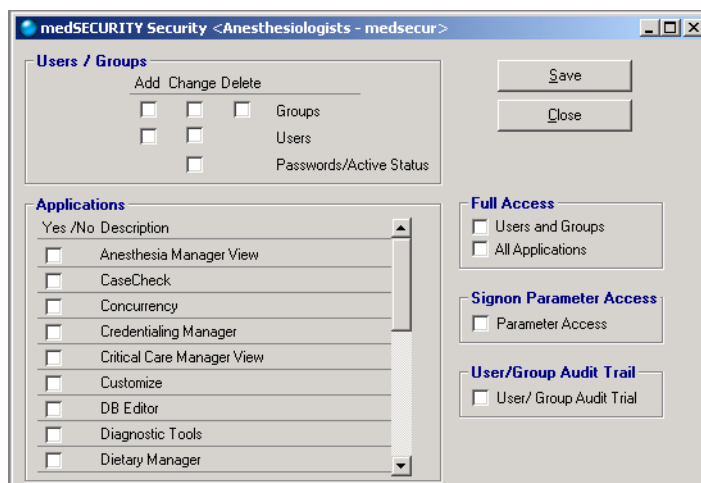 medSECURITY Security <Anesthesiologists - medsecur>
Users / Groups
Add Change Delete
Groups
Users
Passwords/Active Status
Save
Close
Applications
Yes /No Description
Anesthesia Manager View
CaseCheck
Concurrency
Credentialing Manager
Critical Care Manager View
Customize
DB Editor
Diagnostic Tools
Dietary Manager
Full Access
Users and Groups
All Applications
Signon Parameter Access
Parameter Access
User/Group Audit Trail
User/ Group Audit Trial